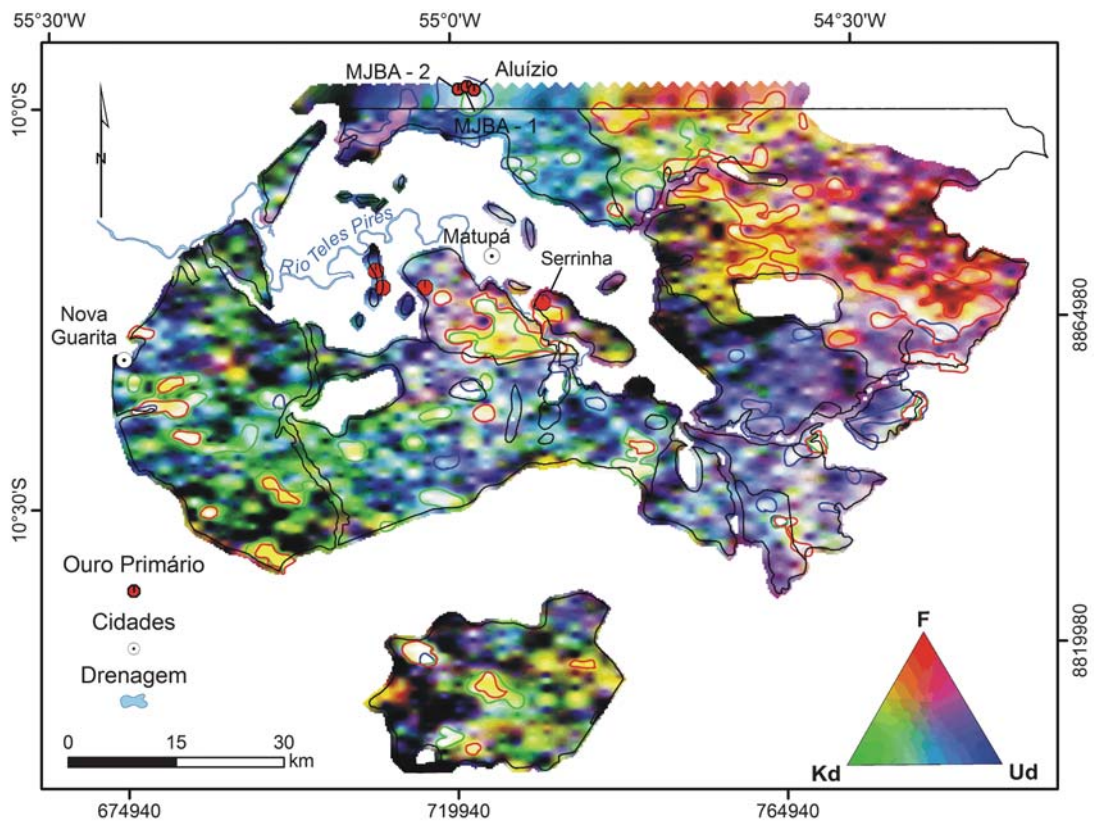 55°30'W
55°0'W
54°30'W
MJBA - 2
Aluízio
10°0'S
MJBA - 1
N
Rio Teles Pires
Matupá
Serrinha
Nova
Guarita
8864980
10°30'S
Ouro Primário
Cidades
Drenagem
F
8819980
0 15 30
km
Kd
Ud
674940
719940
764940